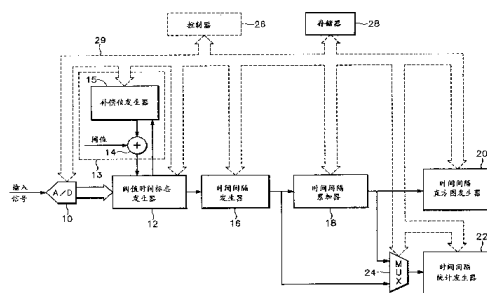 控制器
26
存储器
28
29
15
补偿值发生器
阈值
14
13
输入
信号
A/D
10
阈值时间标志
发生器
12
时间间隔
发生器
16
时间间隔
累加器
18
20
时间间隔
直方图发生器
22
时间间隔
统计发生器
24
MUX